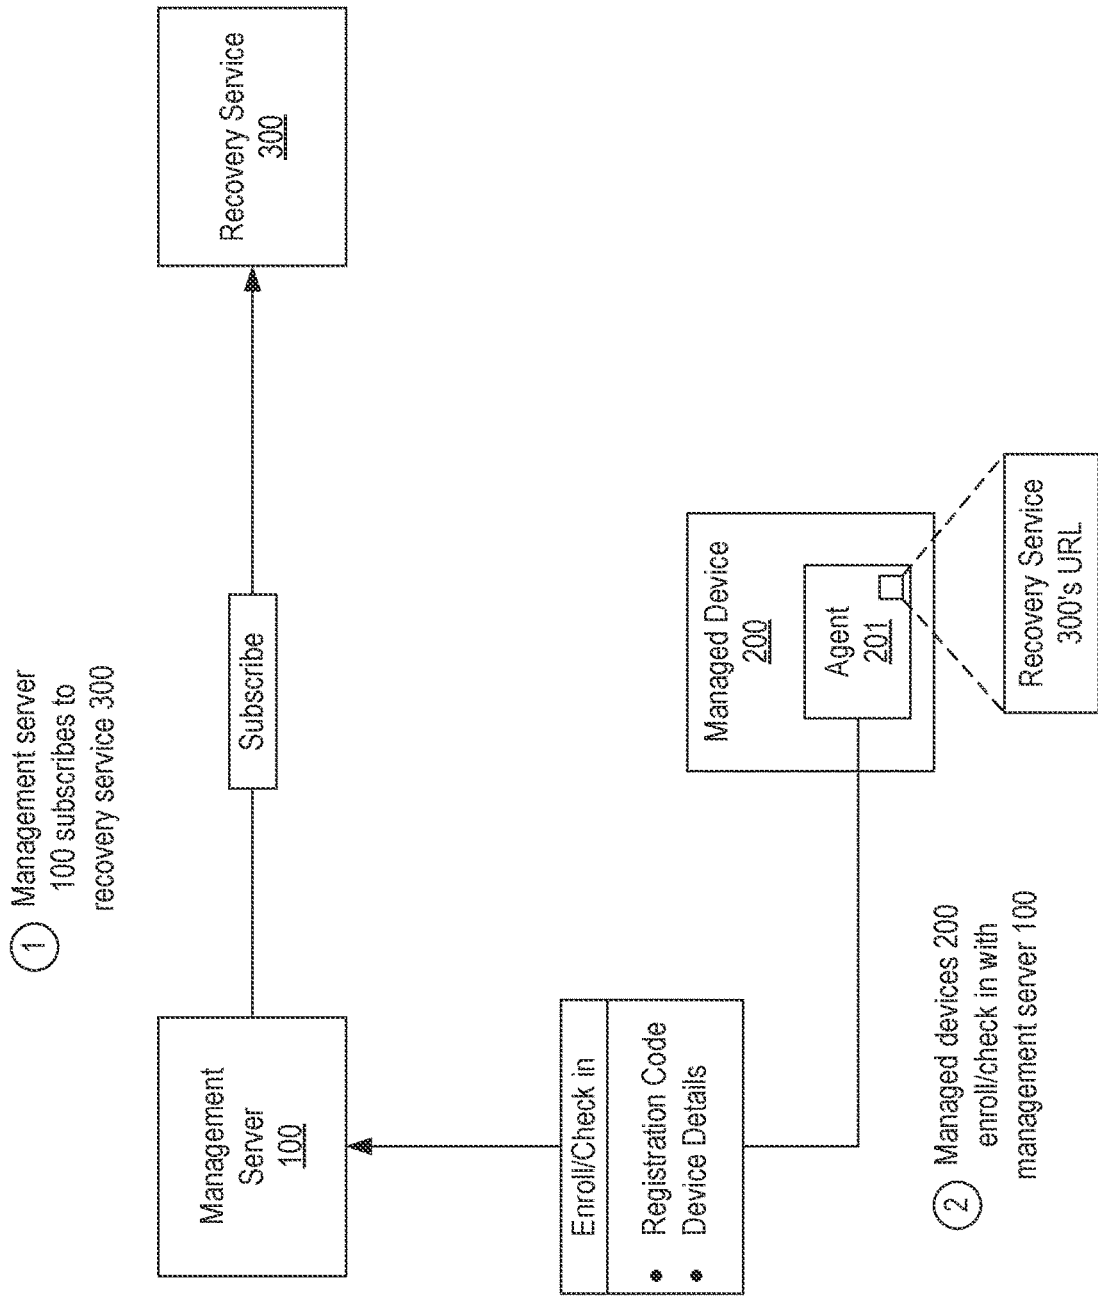 1
Management server
100 subscribes to
recovery service 300
Management
Server
100
Subscribe
Recovery Service
300
Enroll/Check in
• Registration Code
• Device Details
Managed Device
200
Agent
201
Recovery Service
300's URL
2
Managed devices 200
enroll/check in with
management server 100